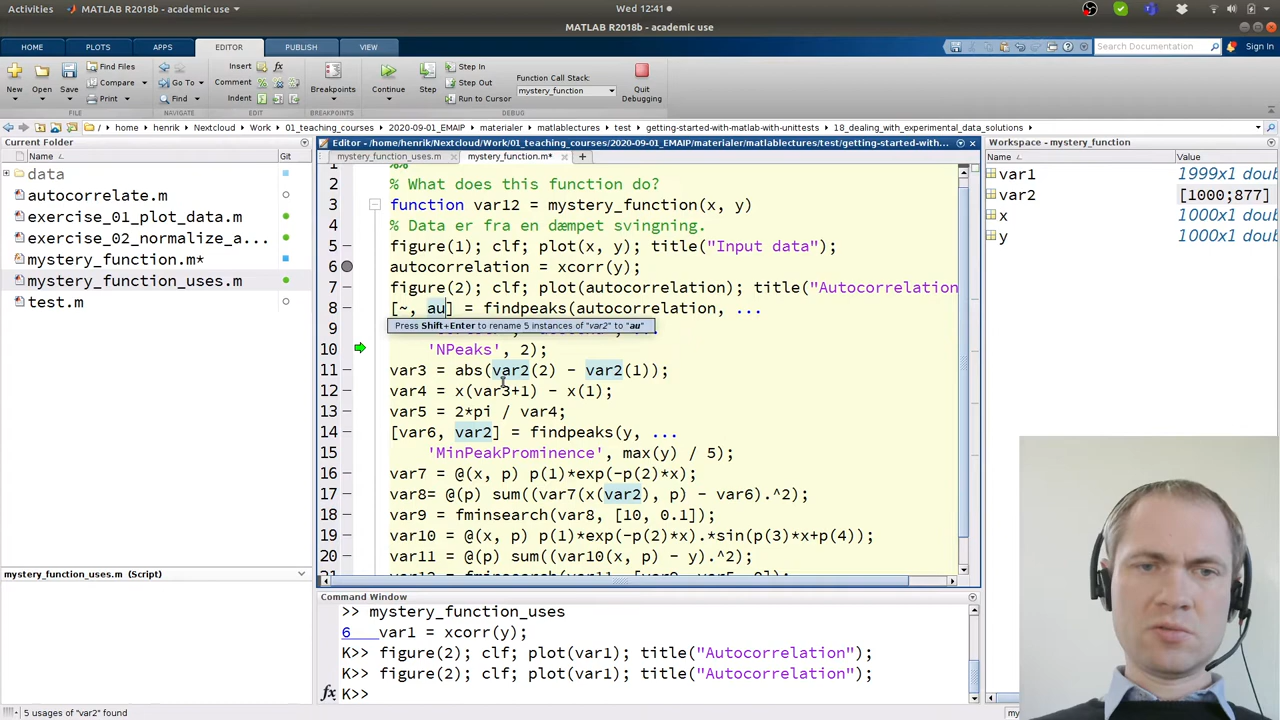 Activities MATLAB R2018b - academic use Wed 12:41
MATLAB R2018b - academic use
HOME PLOTS APPS EDITOR PUBLISH VIEW Search Documentation Sign In
New Open Save Find Files Compare Print Go To Find Insert Comment Indent Breakpoints Continue Step Step In Step Out Run to Cursor Function Call Stack: mystery_function Quit Debugging
FILE NAVIGATE EDIT BREAKPOINTS DEBUG
/ home henrik Nextcloud Work 01_teaching_courses 2020-09-01_EMAIP materialer matlablectures test getting-started-with-matlab-with-unittests 18_dealing_with_experimental_data_solutions
Current Folder
Name Git
data
autocorrelate.m
exercise_01_plot_data.m
exercise_02_normalize_a...
mystery_function.m*
mystery_function_uses.m
test.m
mystery_function_uses.m (Script)
Editor - /home/henrik/Nextcloud/Work/01_teaching_courses/2020-09-01_EMAIP/materialer/matlablectures/test/getting-started-with...
mystery_function_uses.m mystery_function.m* +
1 %%
2 % What does this function do?
3 function var12 = mystery_function(x, y)
4 % Data er fra en dæmpet svingning.
5 figure(1); clf; plot(x, y); title("Input data");
6 autocorrelation = xcorr(y);
7 figure(2); clf; plot(autocorrelation); title("Autocorrelation
8 [~, au] = findpeaks(autocorrelation, ...
Press Shift+Enter to rename 5 instances of "var2" to "au"
10 'NPeaks', 2);
11 var3 = abs(var2(2) - var2(1));
12 var4 = x(var3+1) - x(1);
13 var5 = 2*pi / var4;
14 [var6, var2] = findpeaks(y, ...
15 'MinPeakProminence', max(y) / 5);
16 var7 = @(x, p) p(1)*exp(-p(2)*x);
17 var8= @(p) sum((var7(x(var2), p) - var6).^2);
18 var9 = fminsearch(var8, [10, 0.1]);
19 var10 = @(x, p) p(1)*exp(-p(2)*x).*sin(p(3)*x+p(4));
20 var11 = @(p) sum((var10(x, p) - y).^2);
Command Window
>> mystery_function_uses
6 var1 = xcorr(y);
K>> figure(2); clf; plot(var1); title("Autocorrelation");
K>> figure(2); clf; plot(var1); title("Autocorrelation");
fx K>>
Workspace - mystery_function
Name Value
var1 1999x1 doub
var2 [1000;877]
x 1000x1 doub
y 1000x1 doub
5 usages of "var2" found